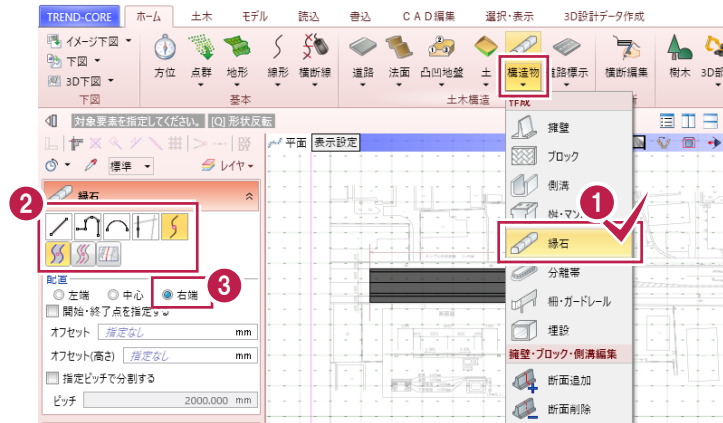 TREND-CORE ホーム 土木 モデル 読込 書込 CAD編集 選択・表示 3D設計データ作成
イメージ下図
下図
3D下図
下図
方位 点群 地形
基本
線形 横断線
道路 法面 凸凹地盤 土 構造物 道路標示 横断編集 樹木
土木構造
作成
対象要素を指定してください。 [Q] 形状反転
平面 表示設定
標準 レイヤ
縁石
2
配置
左端 中心 右端
3
開始・終了点を指定する
オフセット 指定なし mm
オフセット(高さ) 指定なし mm
指定ピッチで分割する
ピッチ 2000.000 mm
擁壁
ブロック
側溝
桝・マン
1
縁石
分離帯
柵・ガードレール
埋設
擁壁・ブロック・側溝編集
断面追加
断面削除